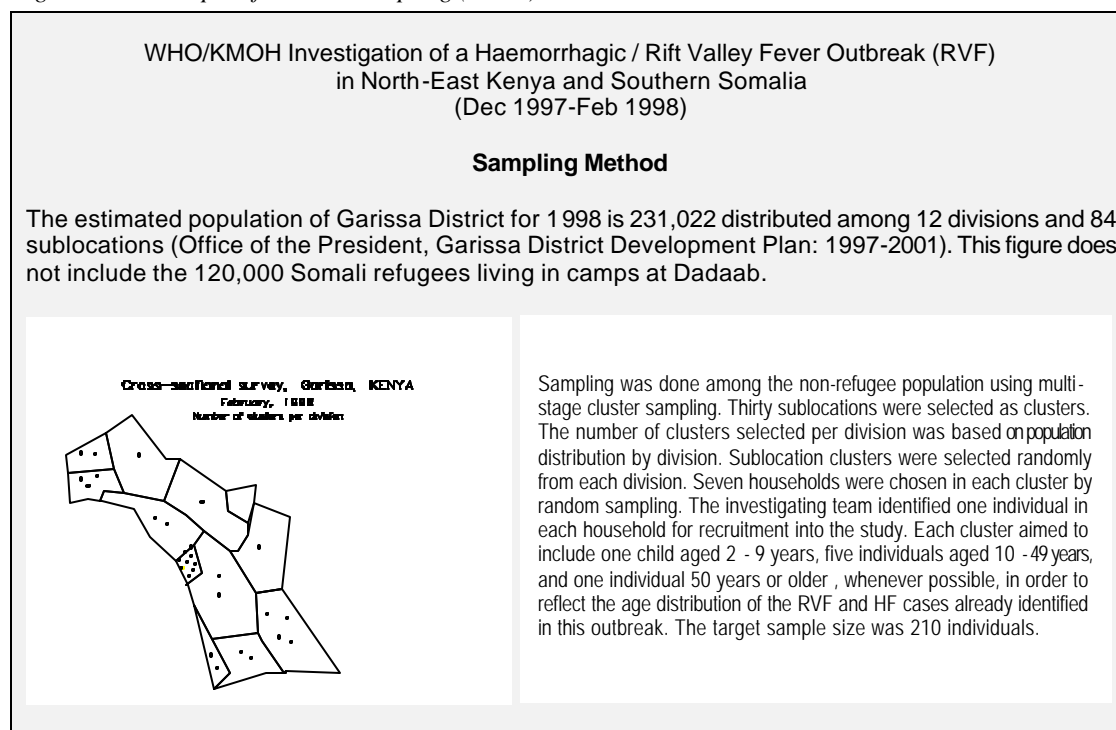 WHO/KMOH Investigation of a Haemorrhagic / Rift Valley Fever Outbreak (RVF)
in North-East Kenya and Southern Somalia
(Dec 1997-Feb 1998)
Sampling Method
The estimated population of Garissa District for 1998 is 231,022 distributed among 12 divisions and 84
sublocations (Office of the President, Garissa District Development Plan: 1997-2001). This figure does
not include the 120,000 Somali refugees living in camps at Dadaab.
Cross-sectional survey, Garissa, KENYA
February, 1998
Number of clusters per division
Sampling was done among the non-refugee population using multi-
stage cluster sampling. Thirty sublocations were selected as clusters.
The number of clusters selected per division was based on population
distribution by division. Sublocation clusters were selected randomly
from each division. Seven households were chosen in each cluster by
random sampling. The investigating team identified one individual in
each household for recruitment into the study. Each cluster aimed to
include one child aged 2 - 9 years, five individuals aged 10 - 49 years,
and one individual 50 years or older , whenever possible, in order to
reflect the age distribution of the RVF and HF cases already identified
in this outbreak. The target sample size was 210 individuals.